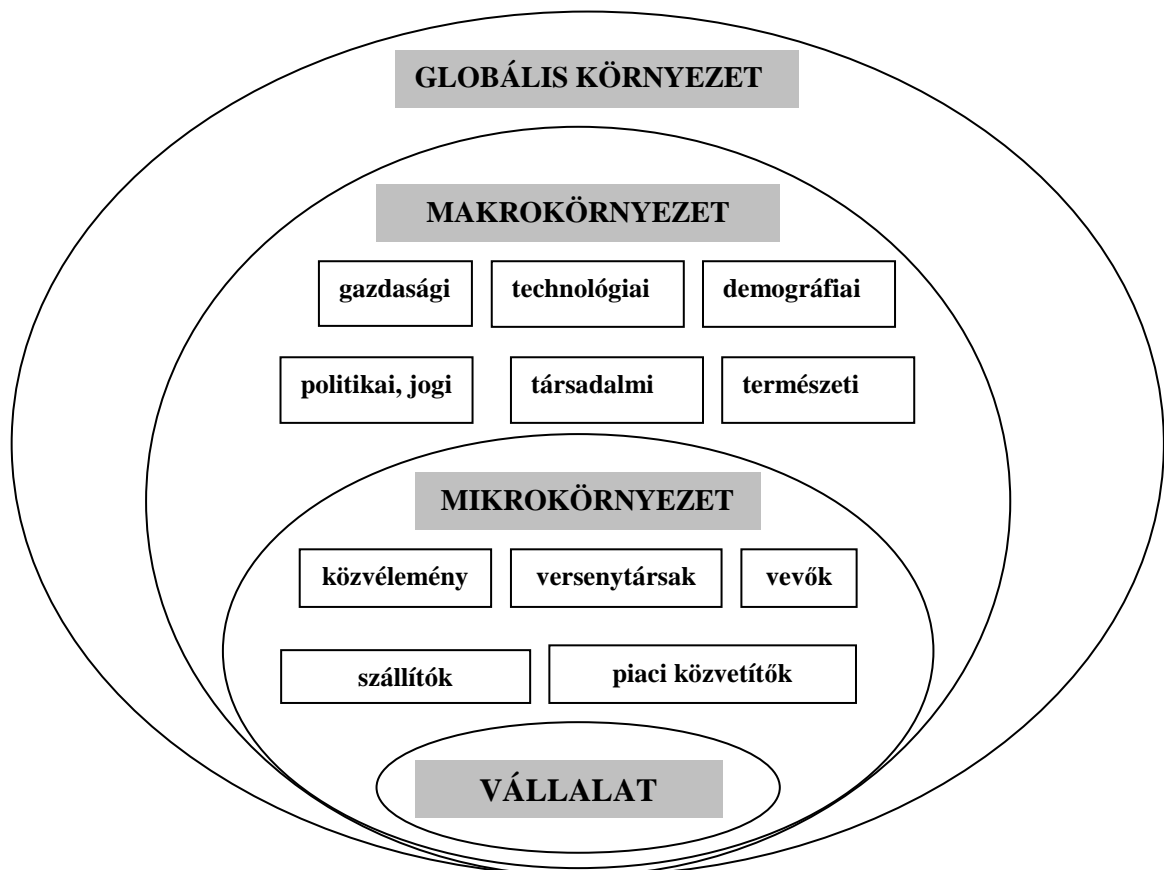 GLOBÁLIS KÖRNYEZET
MAKROKÖRNYEZET
gazdasági technológiai demográfiai
politikai, jogi társadalmi természeti
MIKROKÖRNYEZET
közvélemény versenytársak vevők
szállítók piaci közvetítők
VÁLLALAT